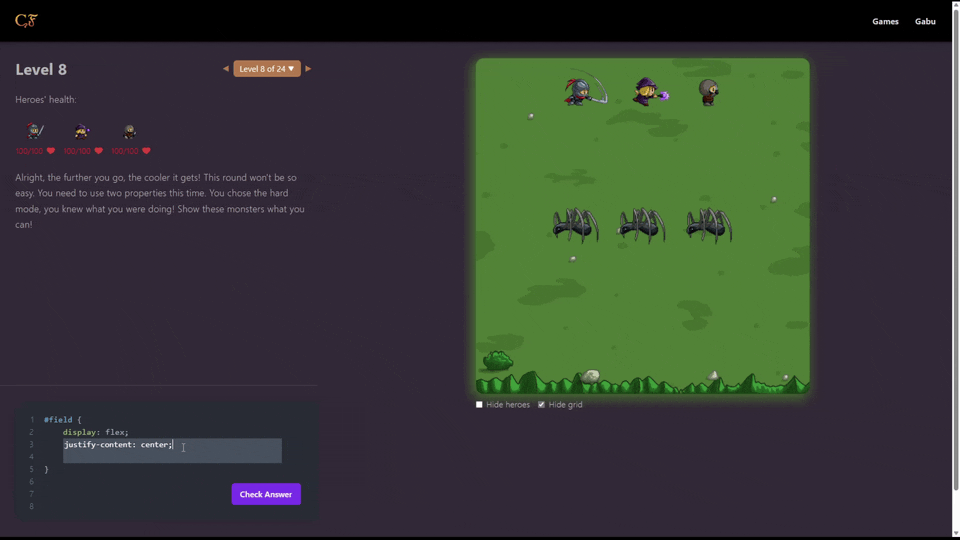 CF
Games
Gabu
Level 8
Level 8 of 24 ▼
Heroes' health:
120/100
100/100
100/100
Alright, the further you go, the cooler it gets! This round won't be so
easy. You need to use two properties this time. You chose the hard
mode, you knew what you were doing! Show these monsters what you
can!
1 #field {
2 display: flex;
3 justify-content: center;
4
5 }
6
7
8
Check Answer
Hide heroes
Hide grid